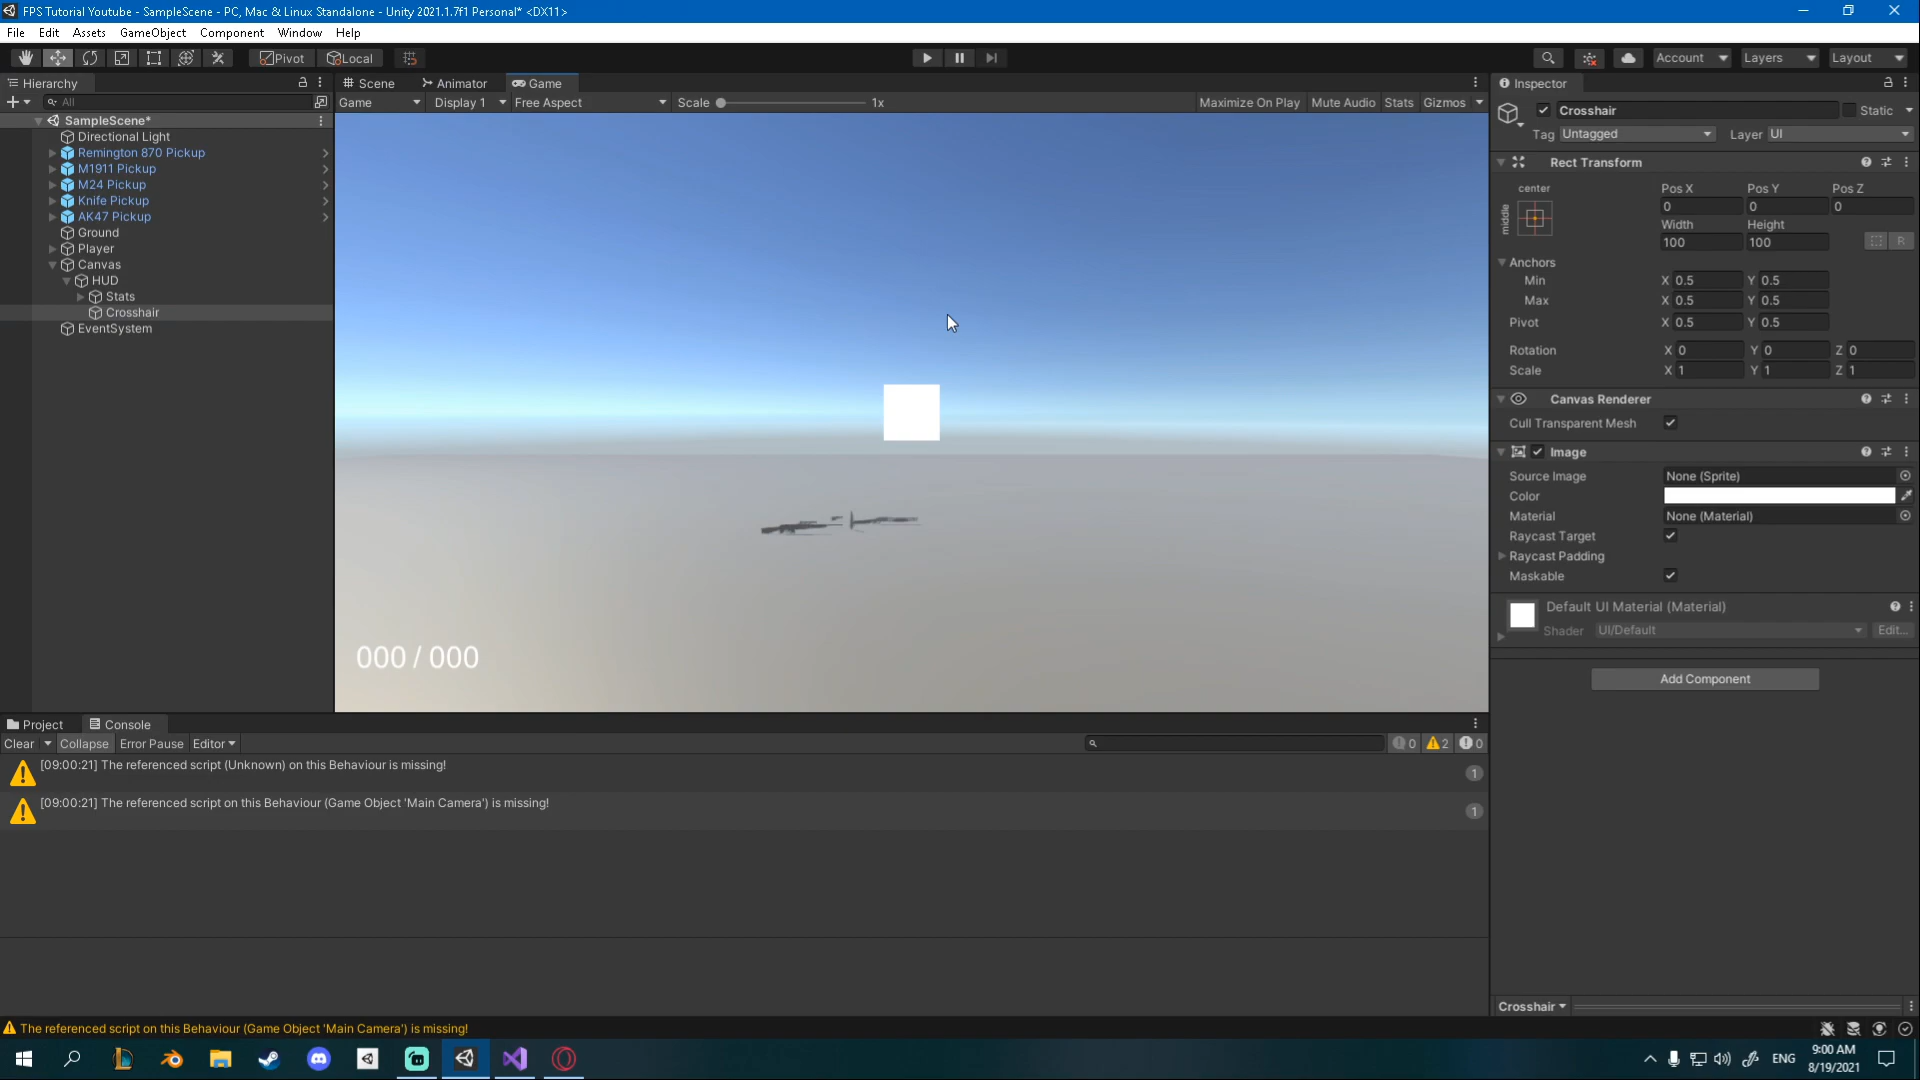 FPS Tutorial Youtube - SampleScene - PC, Mac & Linux Standalone - Unity 2021.1.7f1 Personal* <DX11>
File Edit Assets GameObject Component Window Help
Pivot Local Account Layers Layout
Hierarchy
All
SampleScene*
Directional Light
Remington 870 Pickup
M1911 Pickup
M24 Pickup
Knife Pickup
AK47 Pickup
Ground
Player
Canvas
HUD
Stats
Crosshair
EventSystem
Scene Animator Game
Game Display 1 Free Aspect Scale 1x Maximize On Play Mute Audio Stats Gizmos
000 / 000
Inspector
Crosshair Static
Tag Untagged Layer UI
Rect Transform
center
middle
Pos X Pos Y Pos Z
0 0 0
Width Height
100 100
R
Anchors
Min X 0.5 Y 0.5
Max X 0.5 Y 0.5
Pivot X 0.5 Y 0.5
Rotation X 0 Y 0 Z 0
Scale X 1 Y 1 Z 1
Canvas Renderer
Cull Transparent Mesh
Image
Source Image None (Sprite)
Color
Material None (Material)
Raycast Target
Raycast Padding
Maskable
Default UI Material (Material)
Shader UI/Default Edit...
Add Component
Crosshair
Project Console
Clear Collapse Error Pause Editor 0 2 0
[09:00:21] The referenced script (Unknown) on this Behaviour is missing!
1
[09:00:21] The referenced script on this Behaviour (Game Object 'Main Camera') is missing!
1
The referenced script on this Behaviour (Game Object 'Main Camera') is missing!
ENG
9:00 AM
8/19/2021